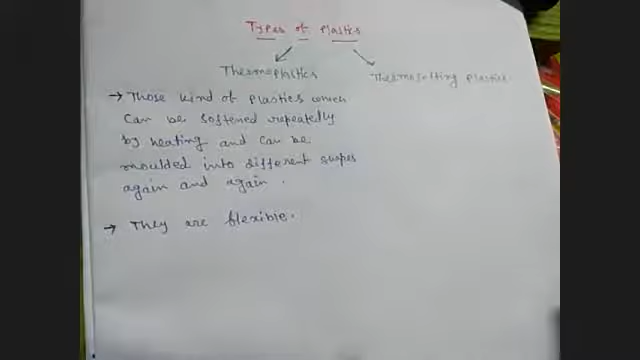 Types of Plastics
Thermoplastics
Thermosetting Plastics
→ Those kind of Plastics which
can be softened repeatedly
by heating and can be
moulded into different shapes
again and again.
→ They are flexible.